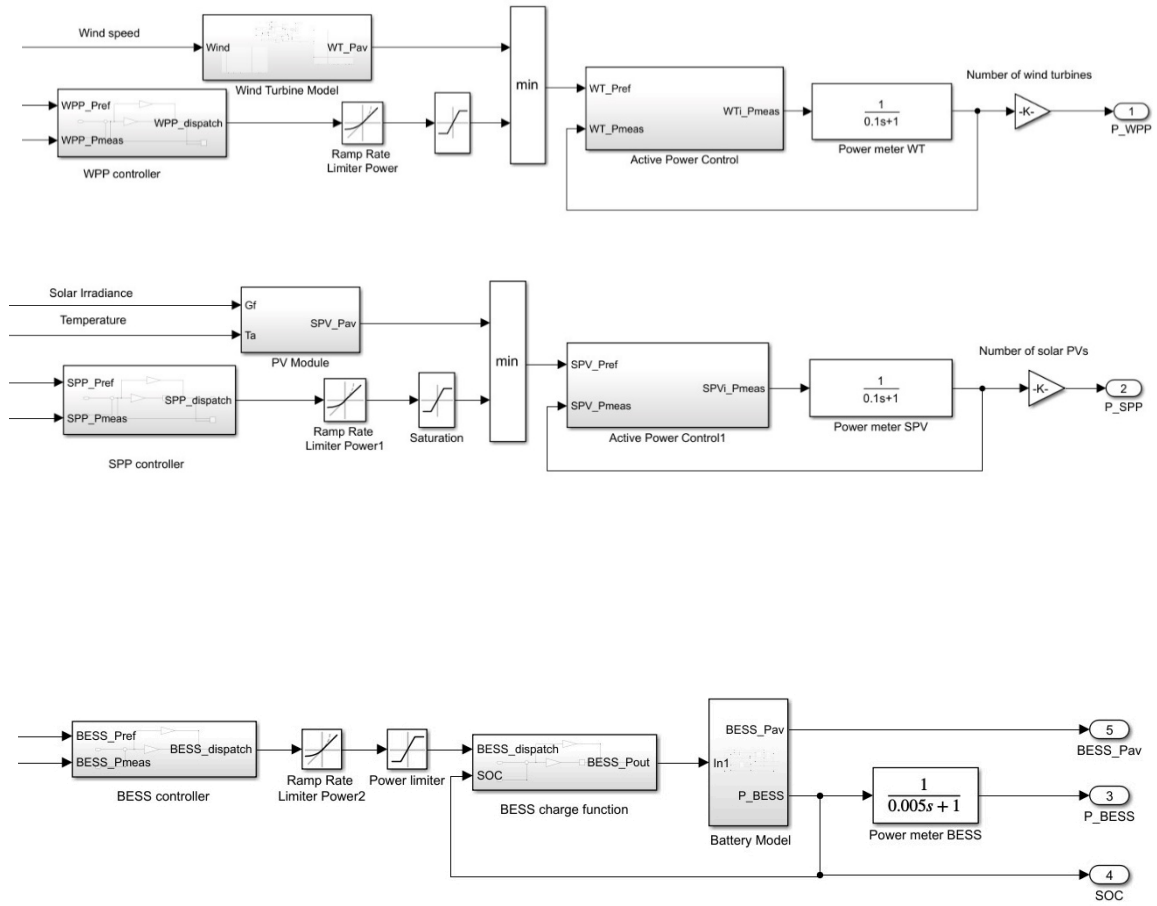 Wind speed
Wind
WT_Pav
Wind Turbine Model
min
WPP_Pref
WPP_dispatch
WPP_Pmeas
WPP controller
Ramp Rate
Limiter Power
WT_Pref
WTi_Pmeas
WT_Pmeas
Active Power Control
1
0.1s+1
Power meter WT
Number of wind turbines
-K-
1
P_WPP
Solar Irradiance
Gf
Temperature
Ta
SPV_Pav
PV Module
min
SPP_Pref
SPP_dispatch
SPP_Pmeas
SPP controller
Ramp Rate
Limiter Power1
Saturation
SPV_Pref
SPVi_Pmeas
SPV_Pmeas
Active Power Control1
1
0.1s+1
Power meter SPV
Number of solar PVs
-K-
2
P_SPP
BESS_Pref
BESS_dispatch
BESS_Pmeas
BESS controller
Ramp Rate
Limiter Power2
Power limiter
BESS_dispatch
BESS_Pout
SOC
BESS charge function
BESS_Pav
In1
P_BESS
Battery Model
1
0.005s + 1
Power meter BESS
5
BESS_Pav
3
P_BESS
4
SOC